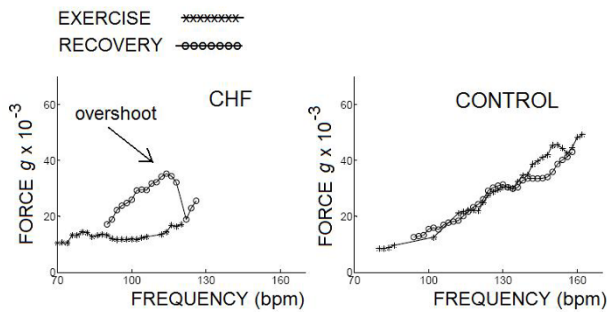 EXERCISE
RECOVERY
CHF
overshoot
FORCE g x 10-3
60
40
20
0
70
100
130
160
FREQUENCY (bpm)
CONTROL
FORCE g x 10-3
60
40
20
0
70
100
130
160
FREQUENCY (bpm)